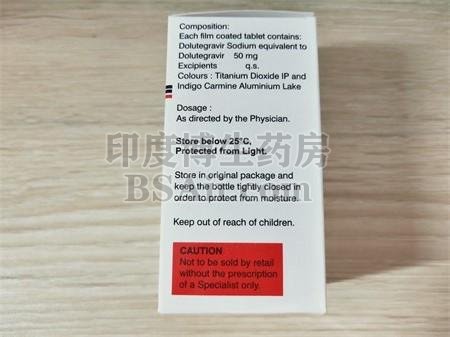 Composition:
Each film coated tablet contains:
Dolutegravir Sodium equivalent to
Dolutegravir 50 mg
Excipients q.s.
Colours : Titanium Dioxide IP and
Indigo Carmine Aluminium Lake
Dosage :
As directed by the Physician.
Store below 25°C,
Protected from Light.
印度博生药房
Store in original package and
keep the bottle tightly closed in
order to protect from moisture.
Keep out of reach of children.
CAUTION
Not to be sold by retail
without the prescription
of a Specialist only.